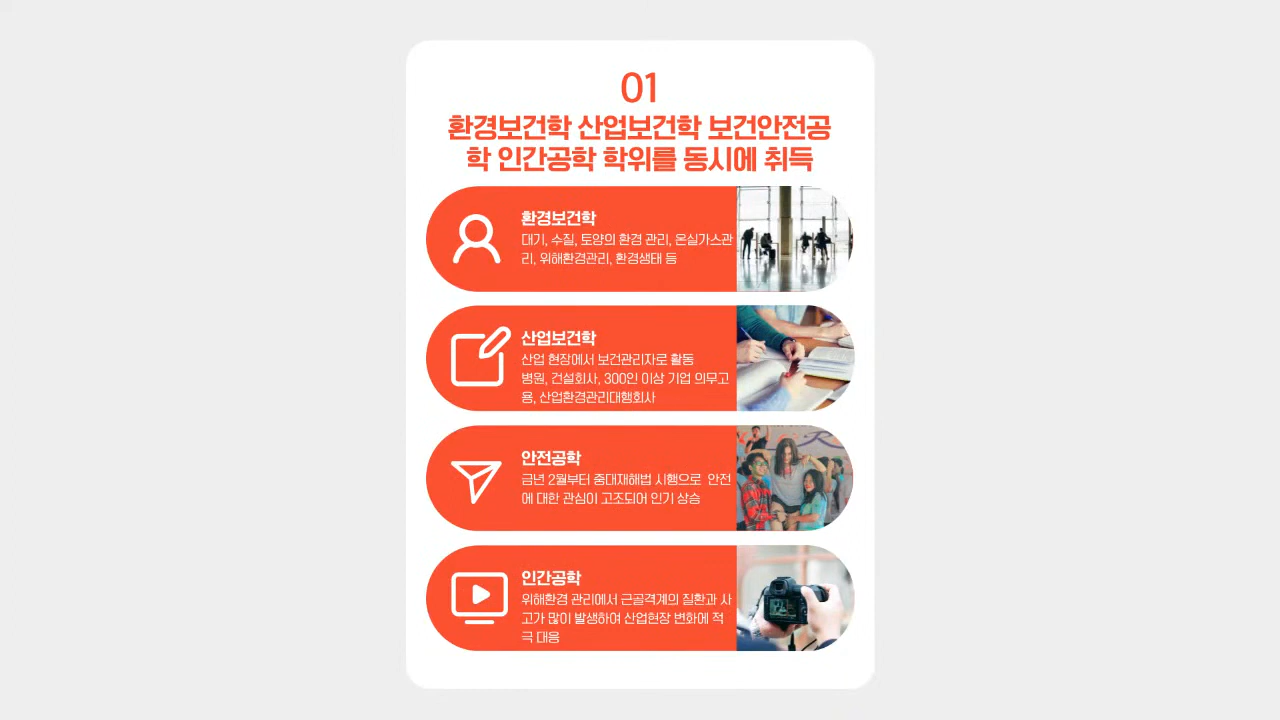 01
환경보건학 산업보건학 보건안전공
학 인간공학 학위를 동시에 취득
환경보건학
대기, 수질, 토양의 환경 관리, 온실가스관
리, 위해환경관리, 환경생태 등
산업보건학
산업 현장에서 보건관리자로 활동
병원, 건설회사, 300인 이상 기업 의무고
용, 산업환경관리대행회사
안전공학
금년 2월부터 중대재해법 시행으로 안전
에 대한 관심이 고조되어 인기 상승
인간공학
위해환경 관리에서 근골격계의 질환과 사
고가 많이 발생하여 산업현장 변화에 적
극 대응